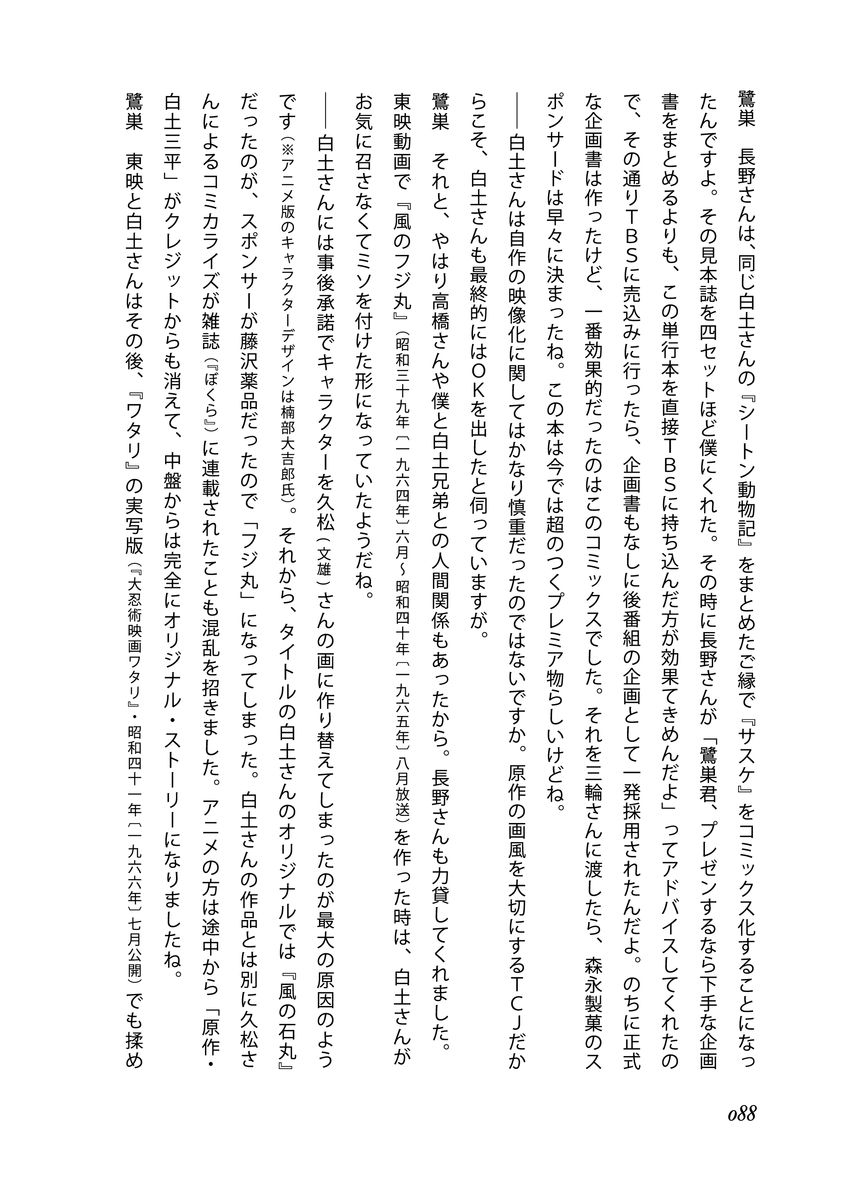 鷺巣　長野さんは、同じ白土さんの『シートン動物記』をまとめたご縁で『サスケ』をコミックス化することになっ
たんですよ。その見本誌を四セットほど僕にくれた。その時に長野さんが「鷺巣君、プレゼンするなら下手な企画
書をまとめるよりも、この単行本を直接ＴＢＳに持ち込んだ方が効果てきめんだよ」ってアドバイスしてくれたの
で、その通りＴＢＳに売込みに行ったら、企画書もなしに後番組の企画として一発採用されたんだよ。のちに正式
な企画書は作ったけど、一番効果的だったのはこのコミックスでした。それを三輪さんに渡したら、森永製菓のス
ポンサードは早々に決まったね。この本は今では超のつくプレミア物らしいけどね。
――白土さんは自作の映像化に関してはかなり慎重だったのではないですか。原作の画風を大切にするＴＣＪだか
らこそ、白土さんも最終的にはＯＫを出したと伺っていますが。
鷺巣　それと、やはり高橋さんや僕と白土兄弟との人間関係もあったから。長野さんも力貸してくれました。
東映動画で『風のフジ丸』（昭和三十九年〔一九六四年〕六月～昭和四十年〔一九六五年〕八月放送）を作った時は、白土さんが
お気に召さなくてミソを付けた形になっていたようだね。
――白土さんには事後承諾でキャラクターを久松（文雄）さんの画に作り替えてしまったのが最大の原因のよう
です（※アニメ版のキャラクターデザインは楠部大吉郎氏）。それから、タイトルの白土さんのオリジナルでは『風の石丸』
だったのが、スポンサーが藤沢薬品だったので「フジ丸」になってしまった。白土さんの作品とは別に久松さ
んによるコミカライズが雑誌（『ぼくら』）に連載されたことも混乱を招きました。アニメの方は途中から「原作・
白土三平」がクレジットからも消えて、中盤からは完全にオリジナル・ストーリーになりましたね。
鷺巣　東映と白土さんはその後、『ワタリ』の実写版（『大忍術映画ワタリ』・昭和四十一年〔一九六六年〕七月公開）でも揉め
088